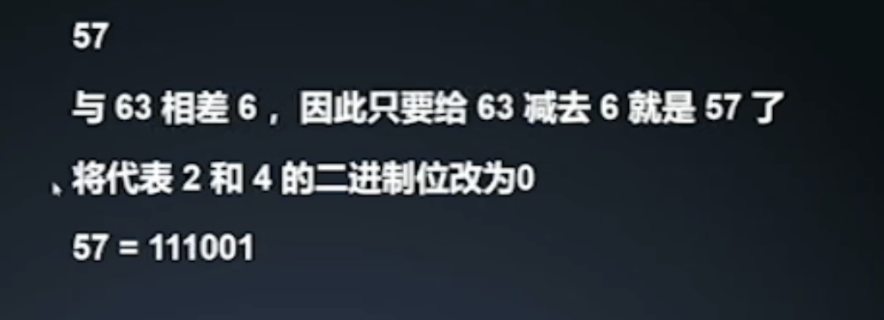 57
与 63 相差 6 ，因此只要给 63 减去 6 就是 57 了
将代表 2 和 4 的二进制位改为0
57 = 111001